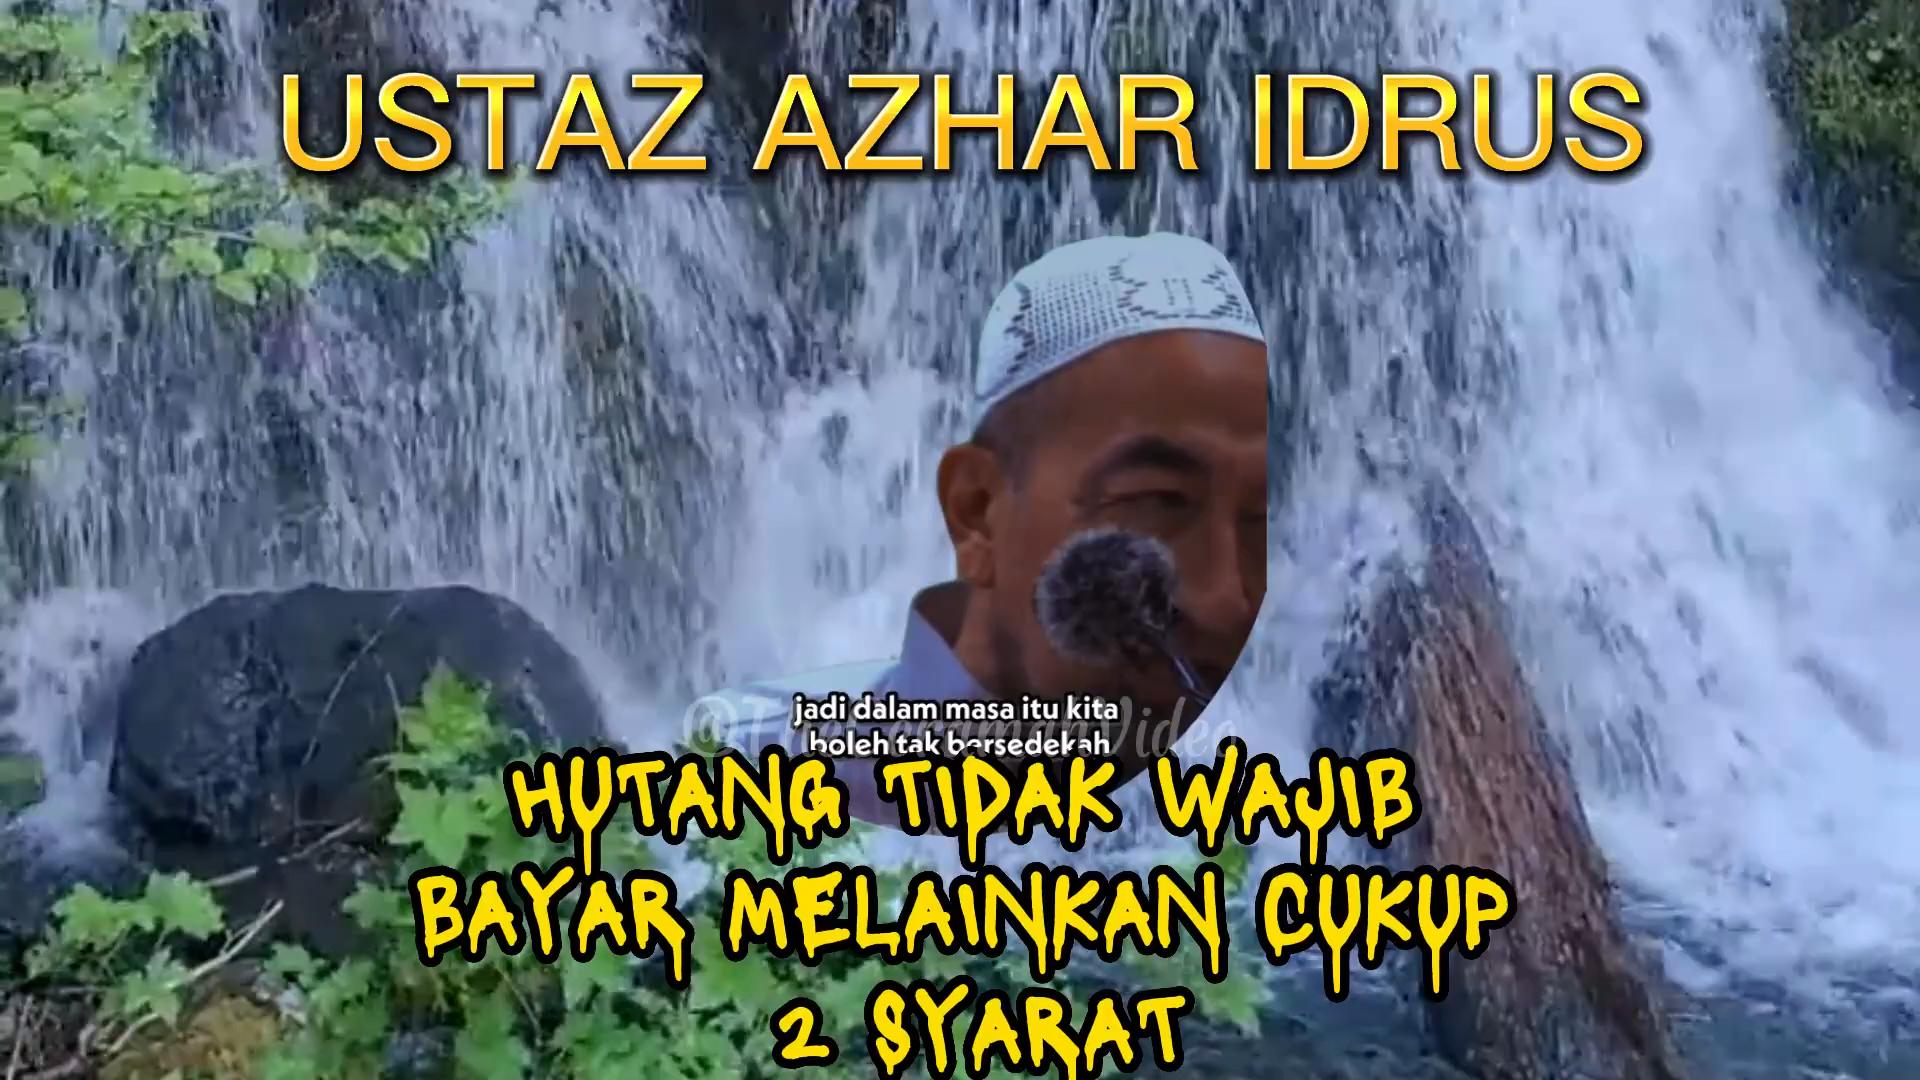 USTAZ AZHAR IDRUS
jadi dalam masa itu kita
boleh tak bersedekah
HUTANG TIDAK WAJIB
BAYAR MELAINKAN CUKUP
2 SYARAT